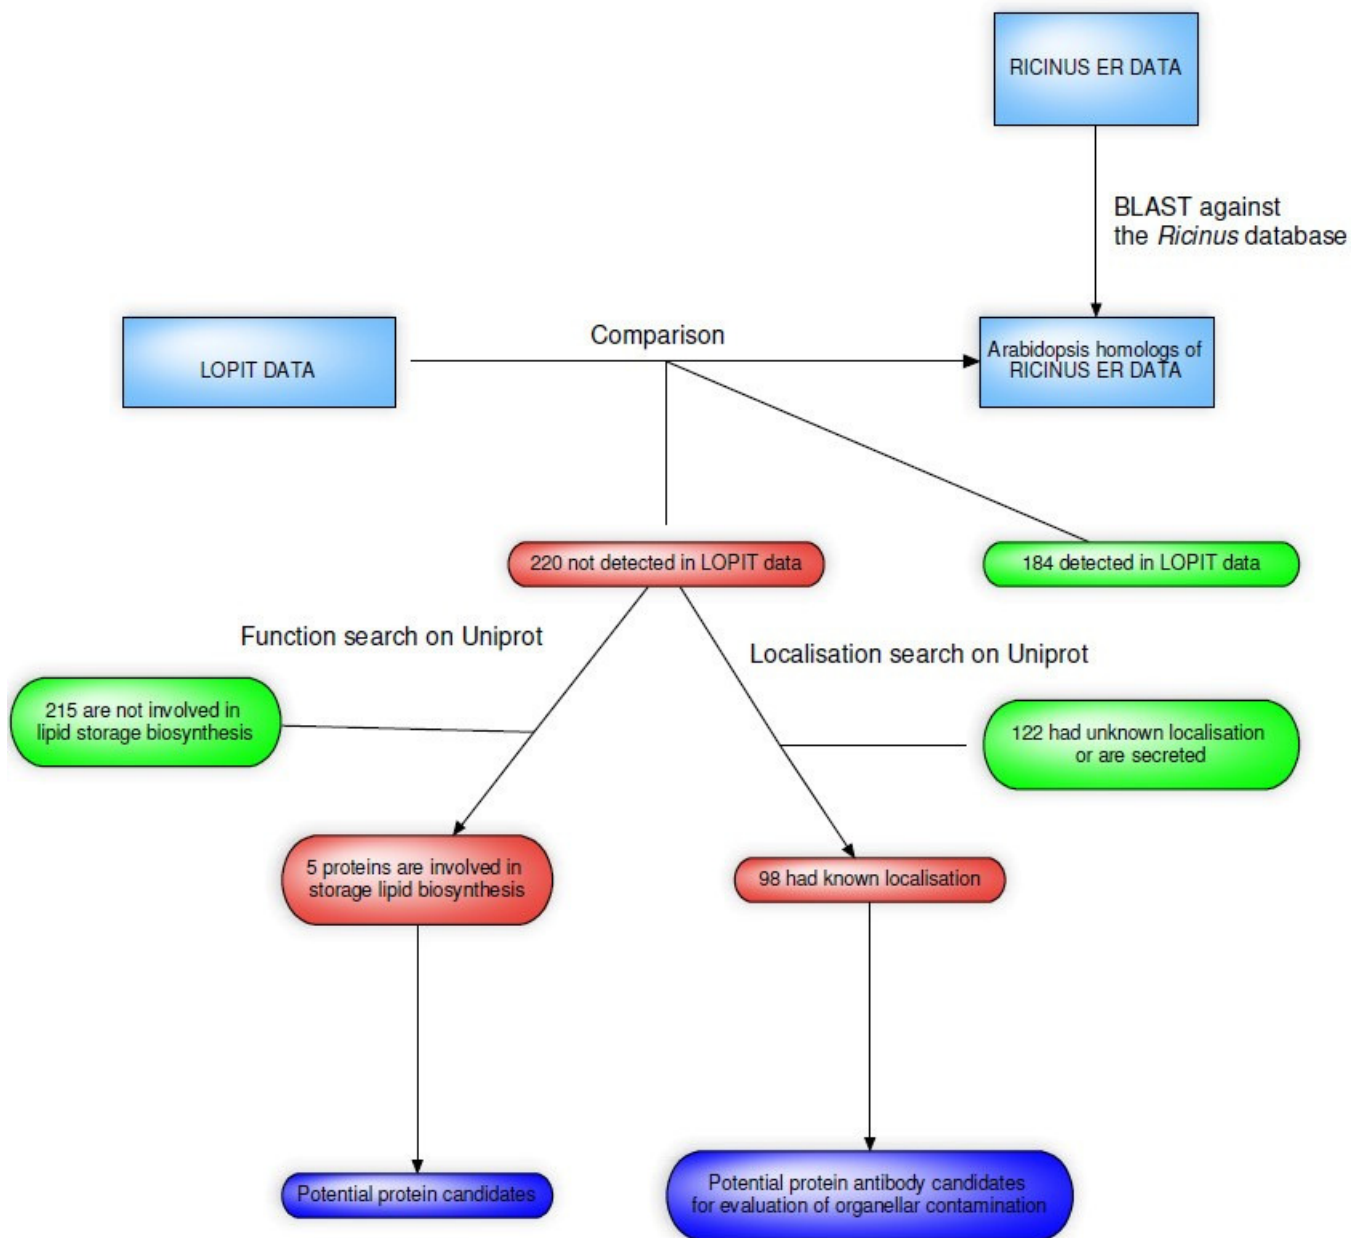 RICINUS ER DATA
BLAST against
the Ricinus database
Comparison
LOPIT DATA
Arabidopsis homologs of
RICINUS ER DATA
220 not detected in LOPIT data
184 detected in LOPIT data
Function search on Uniprot
Localisation search on Uniprot
215 are not involved in
lipid storage biosynthesis
122 had unknown localisation
or are secreted
5 proteins are involved in
storage lipid biosynthesis
98 had known localisation
Potential protein candidates
Potential protein antibody candidates
for evaluation of organellar contamination